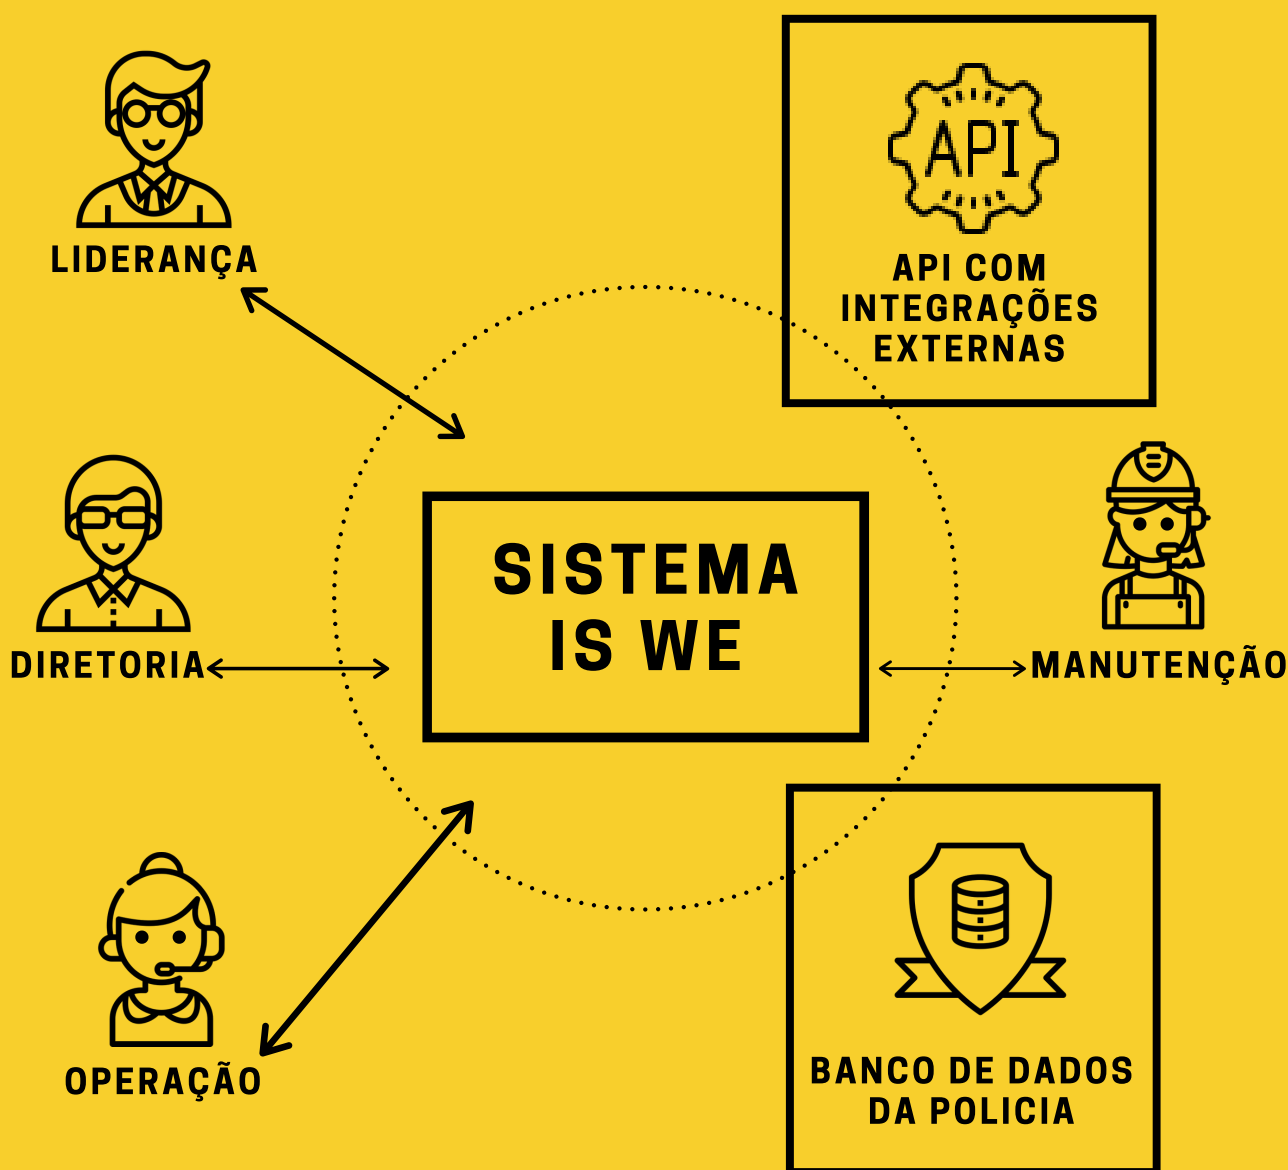 LIDERANÇA
API
API COM
INTEGRAÇÕES
EXTERNAS
SISTEMA
IS WE
DIRETORIA
MANUTENÇÃO
OPERAÇÃO
BANCO DE DADOS
DA POLICIA